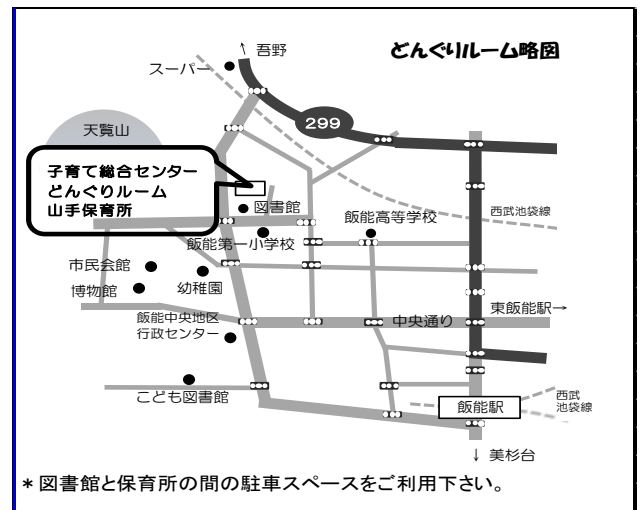 どんぐりルーム略図
↑ 吾野
スーパー
299
天覧山
子育て総合センター
どんぐりルーム
山手保育所
図書館
飯能高等学校
西武池袋線
飯能第一小学校
市民会館
幼稚園
博物館
東飯能駅→
飯能中央地区
行政センター
中央通り
こども図書館
飯能駅
西武
池袋線
↓ 美杉台
＊図書館と保育所の間の駐車スペースをご利用下さい。